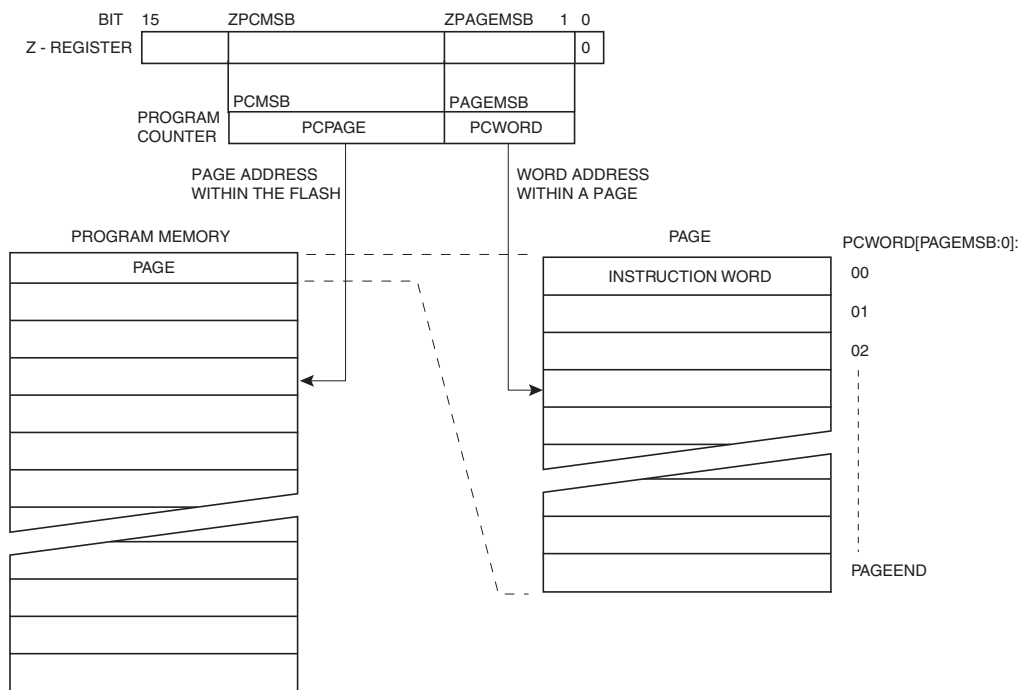 BIT 15 ZPCMSB ZPAGEMSB 1 0
Z - REGISTER 0
PCMSB PAGEMSB
PROGRAM
COUNTER
PCPAGE PCWORD
PAGE ADDRESS
WITHIN THE FLASH
WORD ADDRESS
WITHIN A PAGE
PROGRAM MEMORY
PAGE
PAGE
PCWORD[PAGEMSB:0]:
INSTRUCTION WORD
00
01
02
PAGEEND